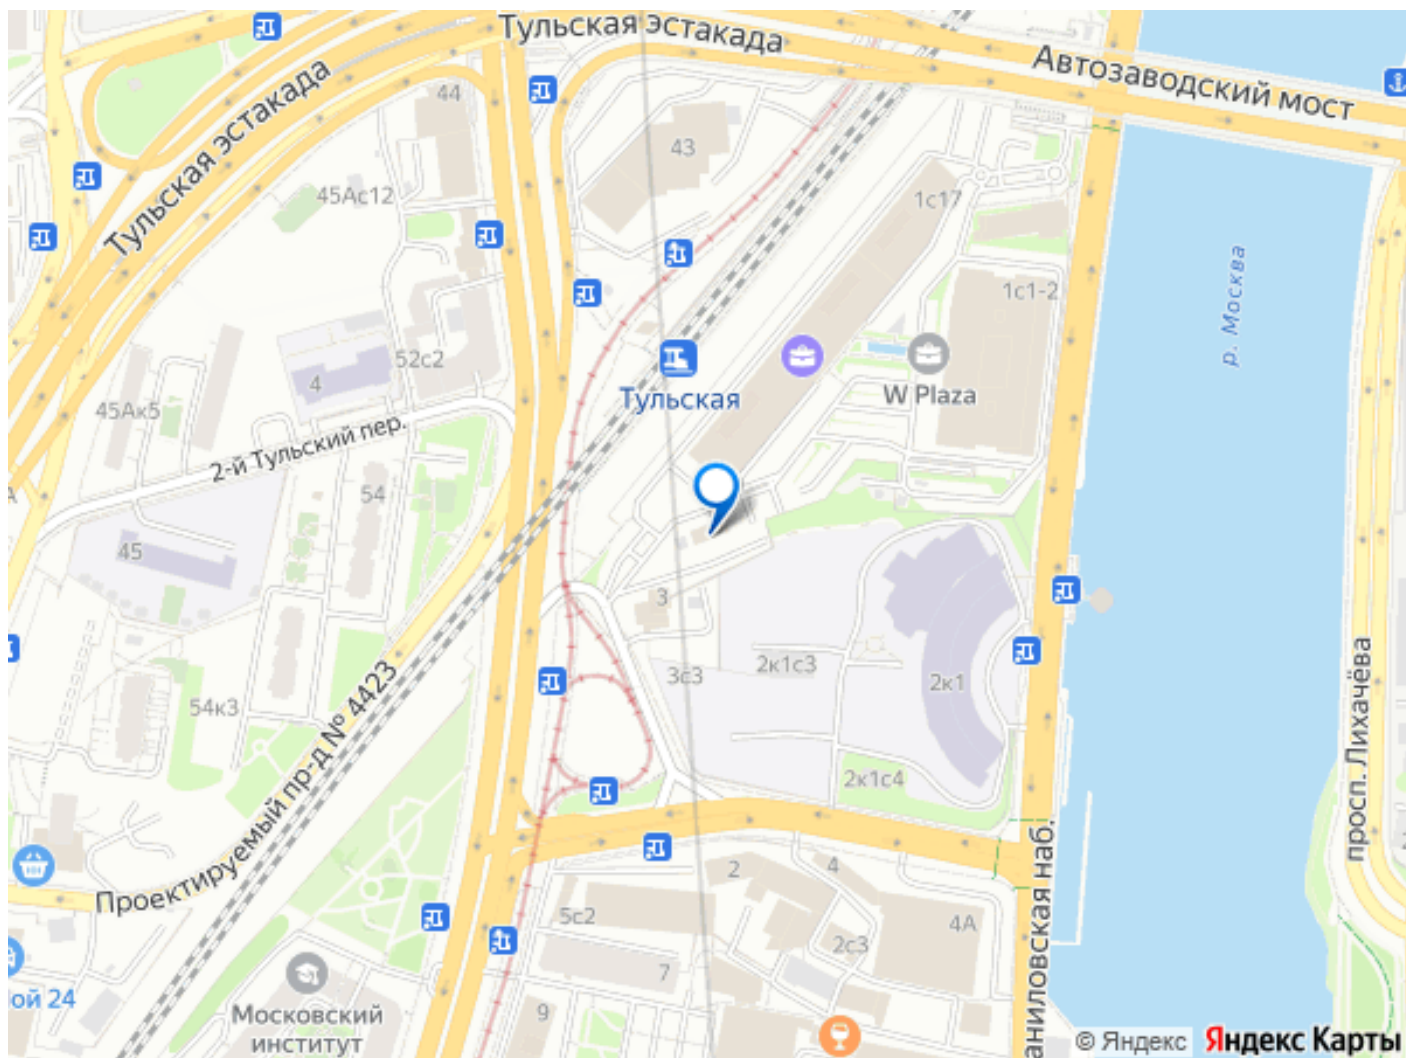 Тульская эстакада
Автозаводский мост
44
Тульская эстакада
43
45Ас12
1с17
р. Москва
1с1-2
52с2
4
Тульская
W Plaza
45Ак5
2-й Тульский пер.
54
45
3
2к1с3
3с3
2к1
54к3
Проектируемый пр-д № 4423
просп. Лихачёва
2к1с4
2
4
5с2
4А
2с3
7
9
аниловская наб.
ой 24
Московский
институт
© Яндекс
Яндекс Карты